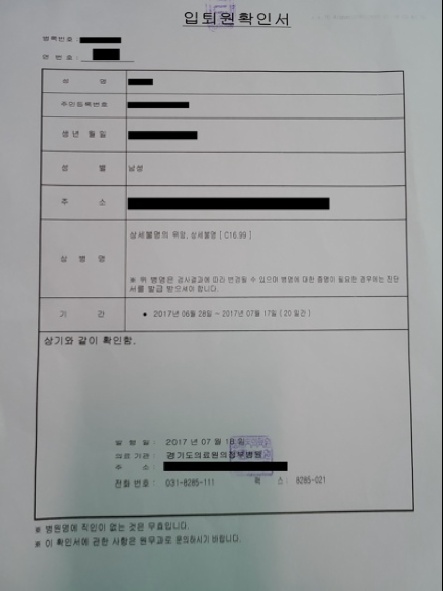 입퇴원확인서
등록번호 :
연 번 호 :
성 명
주민등록번호
생년 월일
성 별 남성
주 소
상세불명의 위암, 상세불명 [ C16.99 ]
상 병 명
※ 위 병명은 검사결과에 따라 변경될 수 있으며 병명에 대한 증명이 필요한 경우에는 진단
서를 발급 받으셔야 합니다.
기 간 ● 2017년 06월 28일 ~ 2017년 07월 17일 ( 20 일간 )
상기와 같이 확인함.
발 행 일 : 2017 년 07 월 18 일
의료 기관 : 경기도의료원의정부병원
주 소 :
전화 번호 : 031-8285-111 팩 스 : 8285-021
※ 병원명에 직인이 없는 것은 무효입니다.
※ 이 확인서에 관한 사항은 원무과로 문의하시기 바랍니다.